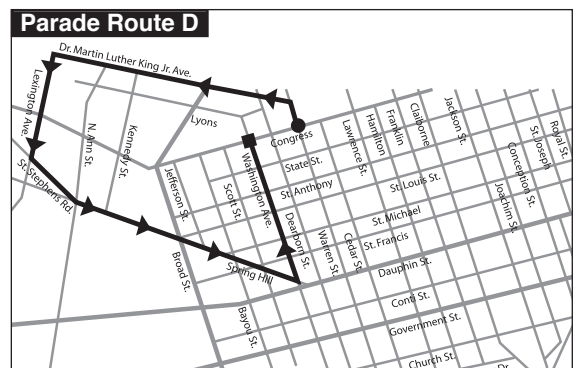 Parade Route D
Dr. Martin Luther King Jr. Ave.
Lexington Ave.
N. Ann St.
Kennedy St.
Lyons
Congress
Lawrence St.
Hamilton
Franklin
Claiborne
Jackson St.
Royal St.
St. Joseph
Conception St.
Joachim St.
State St.
St. Anthony
St. Louis St.
St. Michael
St. Francis
Jefferson St.
Scott St.
Washington Ave.
Dearborn St.
Warren St.
Cedar St.
St. Stephens Rd.
Spring Hill
Broad St.
Bayou St.
Dauphin St.
Conti St.
Government St.
Church St.
Dr.